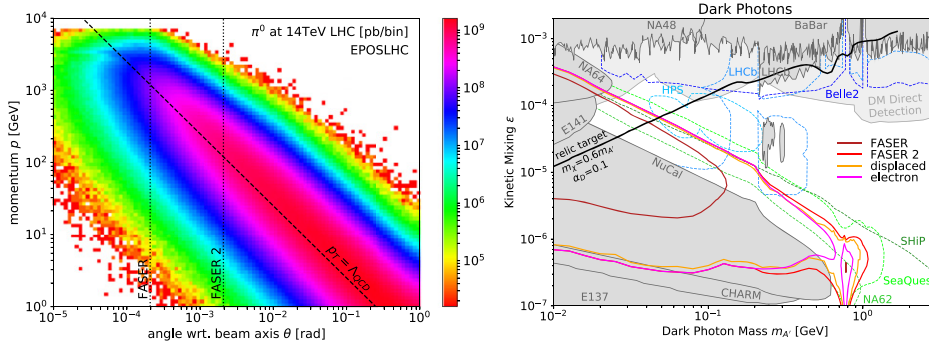 π⁰ at 14TeV LHC [pb/bin]
EPOSLHC
momentum p [GeV]
10⁴
10³
10²
10¹
10⁰
FASER
FASER 2
p_T = Λ_QCD
10⁻⁵
10⁻⁴
10⁻³
10⁻²
10⁻¹
10⁰
angle wrt. beam axis θ [rad]
10⁹
10⁸
10⁷
10⁶
10⁵
Dark Photons
Kinetic Mixing ε
10⁻³
10⁻⁴
10⁻⁵
10⁻⁶
10⁻⁷
NA48
BaBar
NA64
LHCb
LHCb
HPS
Belle2
DM Direct
Detection
E141
relic target
m_χ=0.6m_A′
α_D=0.1
NuCal
FASER
FASER 2
displaced
electron
SHiP
SeaQues
NA62
CHARM
E137
10⁻²
10⁻¹
10⁰
Dark Photon Mass m_A′ [GeV]